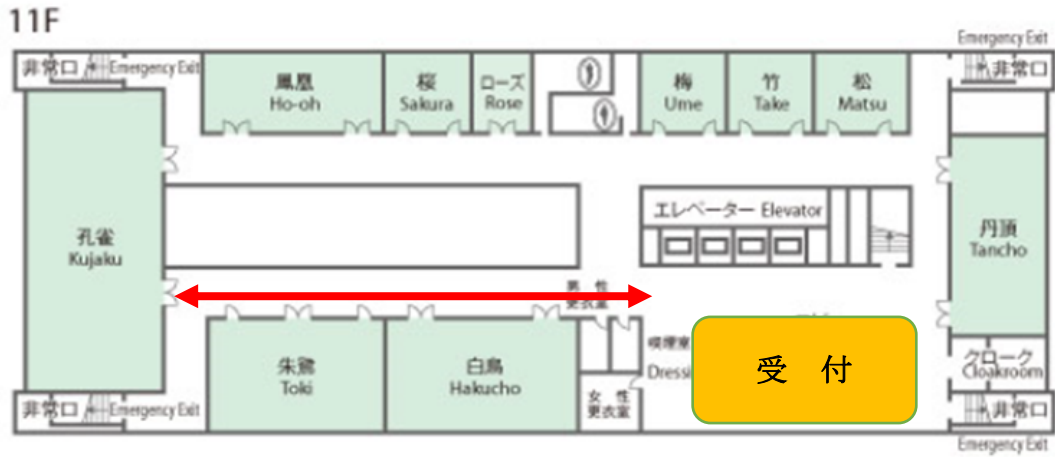 11F
Emergency Exit
非常口
Emergency Exit
鳳凰
Ho-oh
桜
Sakura
ローズ
Rose
梅
Ume
竹
Take
松
Matsu
非常口
孔雀
Kujaku
エレベーター Elevator
丹頂
Tancho
男性
更衣室
朱鷺
Toki
白鳥
Hakucho
喫煙室
Dressi
女性
更衣室
受 付
クローク
Cloakroom
非常口
Emergency Exit
非常口
Emergency Exit